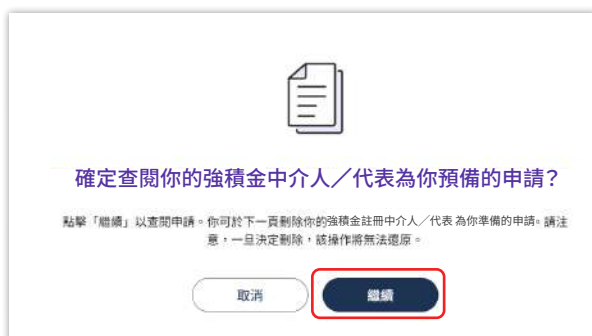 確定查閱你的強積金中介人／代表為你預備的申請？
點擊「繼續」以查閱申請。你可於下一頁刪除你的強積金註冊中介人／代表 為你準備的申請。請注
意，一旦決定刪除，該操作將無法還原。
取消
繼續